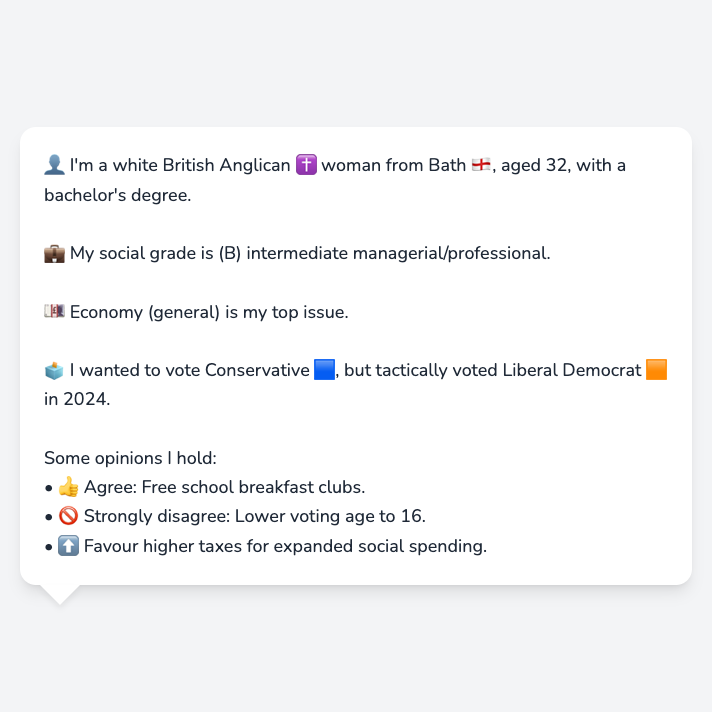 👤 I'm a white British Anglican ✝️ woman from Bath 🏴󠁧󠁢󠁥󠁮󠁧󠁿, aged 32, with a
bachelor's degree.
💼 My social grade is (B) intermediate managerial/professional.
💷 Economy (general) is my top issue.
🗳️ I wanted to vote Conservative 🟦, but tactically voted Liberal Democrat 🟧
in 2024.
Some opinions I hold:
• 👍 Agree: Free school breakfast clubs.
• 🚫 Strongly disagree: Lower voting age to 16.
• ⬆️ Favour higher taxes for expanded social spending.